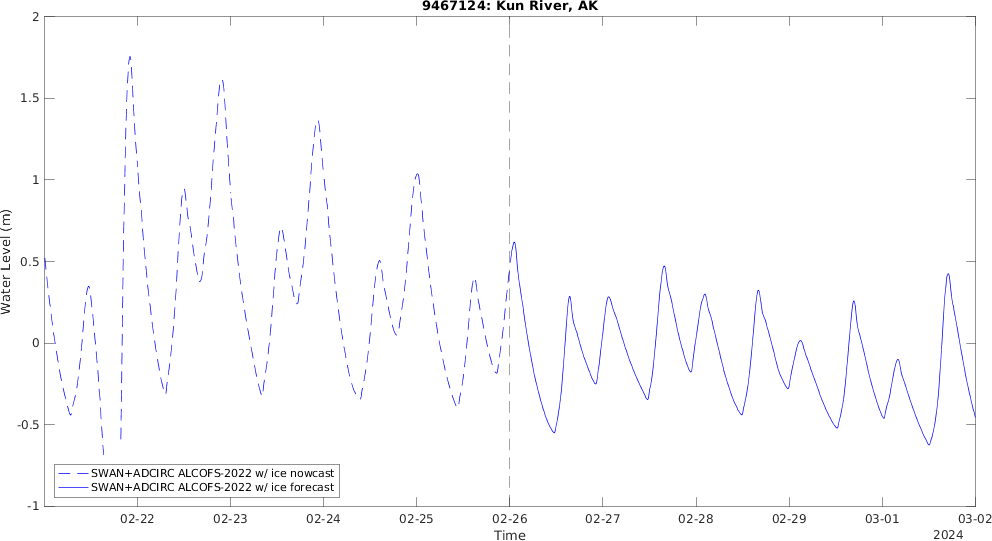 9467124: Kun River, AK
2
1.5
1
0.5
0
-0.5
-1
Water Level (m)
SWAN+ADCIRC ALCOFS-2022 w/ ice nowcast
SWAN+ADCIRC ALCOFS-2022 w/ ice forecast
02-22 02-23 02-24 02-25 02-26 02-27 02-28 02-29 03-01 03-02
Time
2024